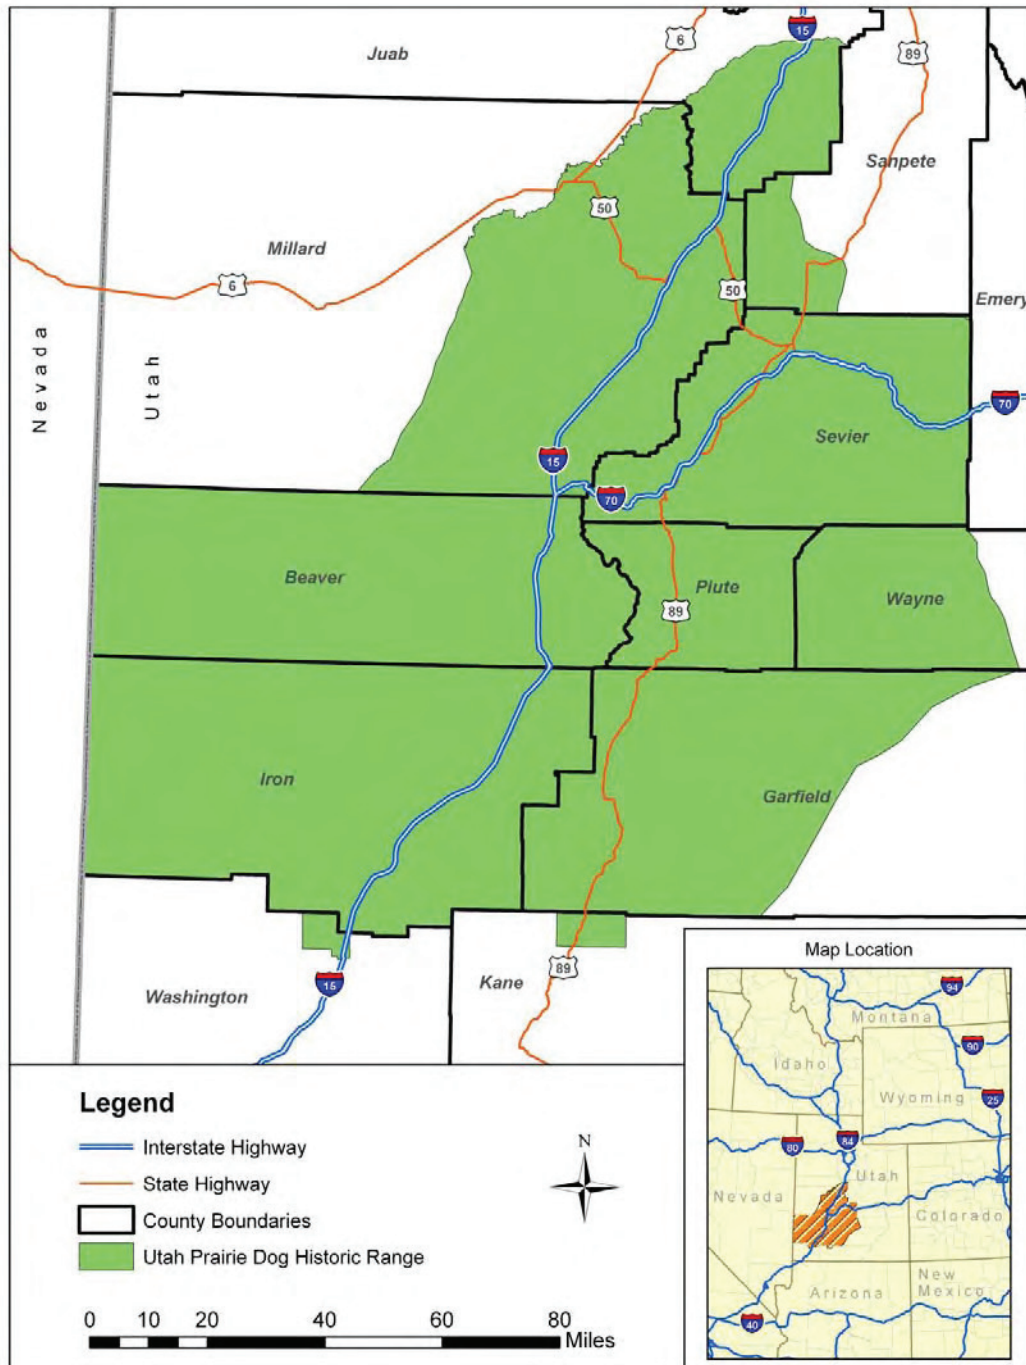 Juab
6
15
89
Sanpete
50
Millard
6
50
Emery
Nevada
Utah
70
Sevier
15
70
Beaver
Piute
Wayne
89
Iron
Garfield
Washington
15
Kane
89
Map Location
94
Montana
90
Idaho
Wyoming
25
80
84
Utah
Nevada
Colorado
Arizona
New
Mexico
40
Legend
Interstate Highway
State Highway
County Boundaries
Utah Prairie Dog Historic Range
N
0 10 20 40 60 80
Miles